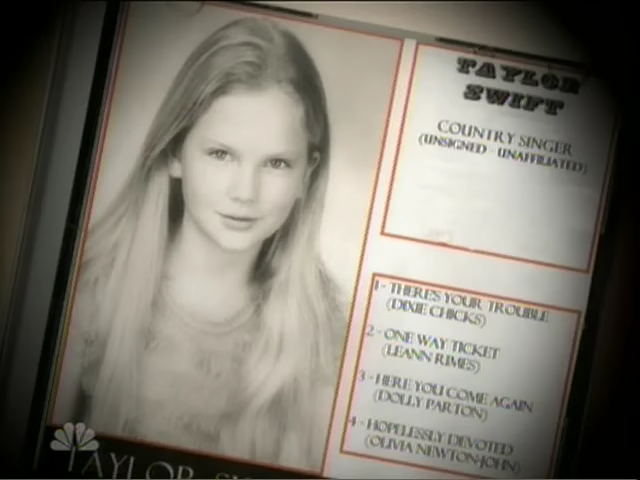 TAYLOR
SWIFT
COUNTRY SINGER
(UNSIGNED - UNAFFILIATED)
1 - THERE'S YOUR TROUBLE
(DIXIE CHICKS)
2 - ONE WAY TICKET
(LEANN RIMES)
3 - HERE YOU COME AGAIN
(DOLLY PARTON)
4 - HOPELESSLY DEVOTED
(OLIVIA NEWTON-JOHN)
TAYLOR